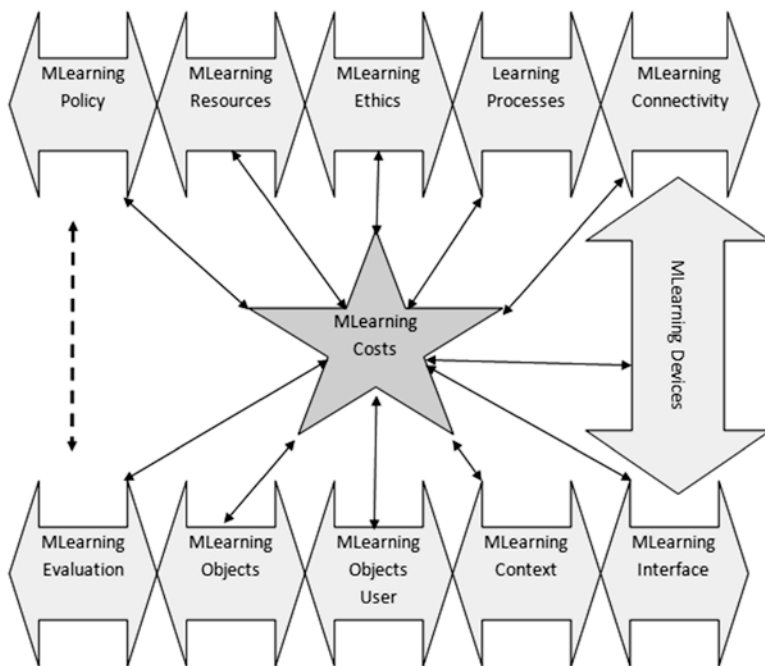 MLearning
Policy
MLearning
Resources
MLearning
Ethics
Learning
Processes
MLearning
Connectivity
MLearning Devices
MLearning
Costs
MLearning
Evaluation
MLearning
Objects
MLearning
Objects
User
MLearning
Context
MLearning
Interface